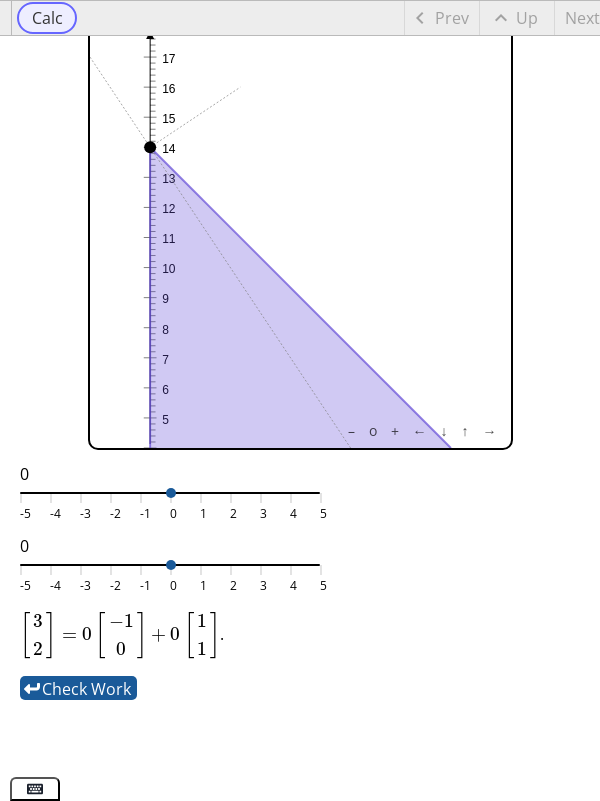 Calc
Prev
Up
Next
17
16
15
14
13
12
11
10
9
8
7
6
5
− o + ← ↓ ↑ →
0
-5 -4 -3 -2 -1 0 1 2 3 4 5
0
-5 -4 -3 -2 -1 0 1 2 3 4 5
[3 2] = 0 [−1 0] + 0 [1 1].
Check Work